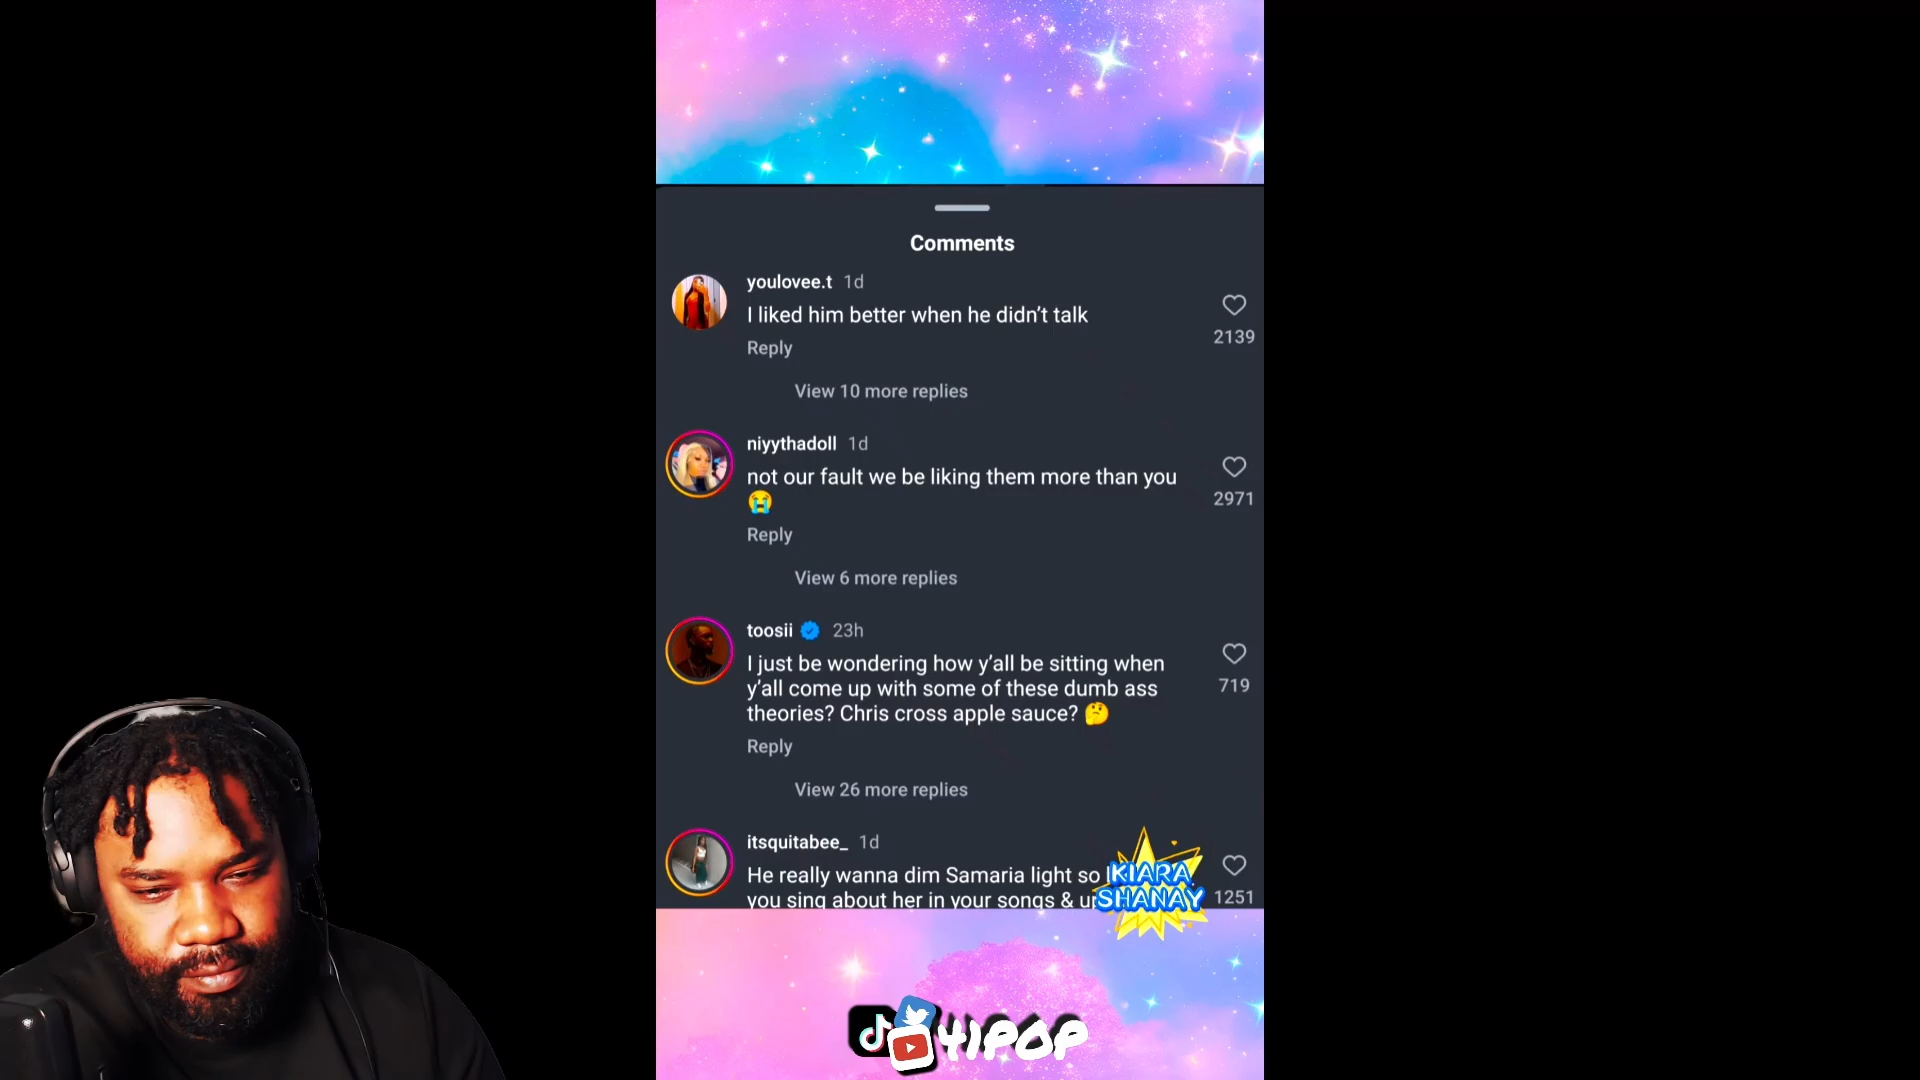 Comments
youlovee.t 1d
I liked him better when he didn’t talk
2139
Reply
View 10 more replies
niyythadoll 1d
not our fault we be liking them more than you
😭
2971
Reply
View 6 more replies
toosii 23h
I just be wondering how y’all be sitting when
y’all come up with some of these dumb ass
theories? Chris cross apple sauce? 🤔
719
Reply
View 26 more replies
itsquitabee_ 1d
He really wanna dim Samaria light so
you sing about her in your songs &
1251
KIARA
SHANAY
41POP